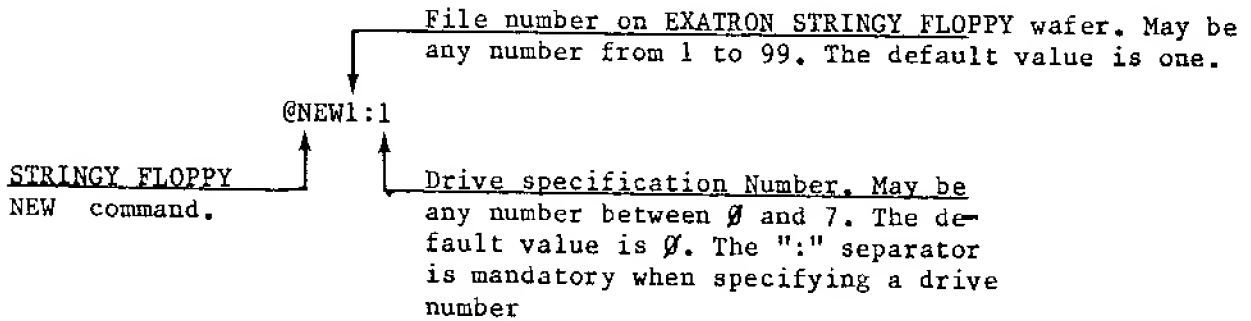 File number on EXATRON STRINGY FLOPPY wafer. May be
any number from 1 to 99. The default value is one.
@NEW1:1
STRINGY FLOPPY
NEW command.
Drive specification Number. May be
any number between Ø and 7. The de-
fault value is Ø. The ":" separator
is mandatory when specifying a drive
number